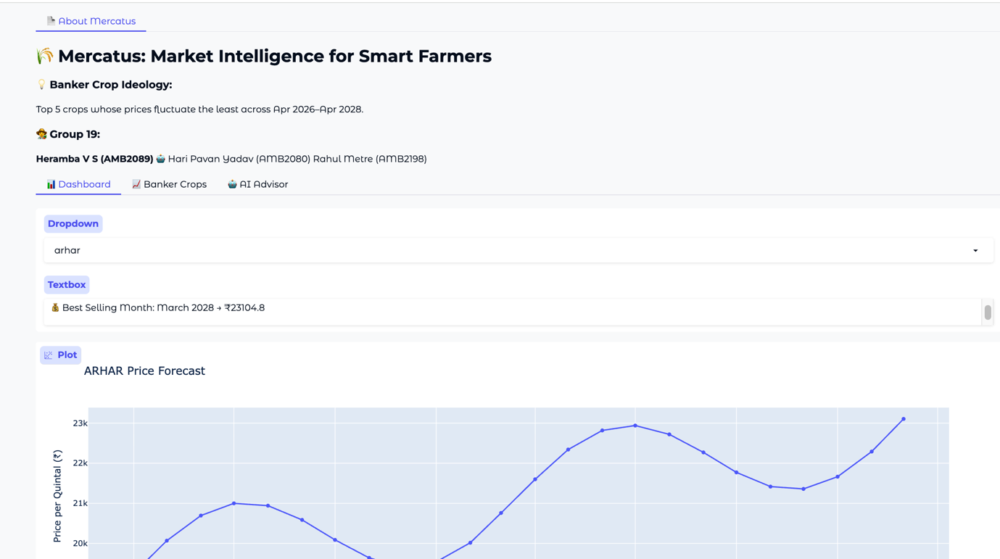 About Mercatus
🌾 Mercatus: Market Intelligence for Smart Farmers
💡 Banker Crop Ideology:
Top 5 crops whose prices fluctuate the least across Apr 2026–Apr 2028.
Group 19:
Heramba V S (AMB2089) 🤖 Hari Pavan Yadav (AMB2080) Rahul Metre (AMB2198)
📊 Dashboard 📈 Banker Crops 🤖 AI Advisor
Dropdown
arhar
Textbox
💰 Best Selling Month: March 2028 → ₹23104.8
Plot
ARHAR Price Forecast
23k
22k
21k
20k
Price per Quintal (₹)